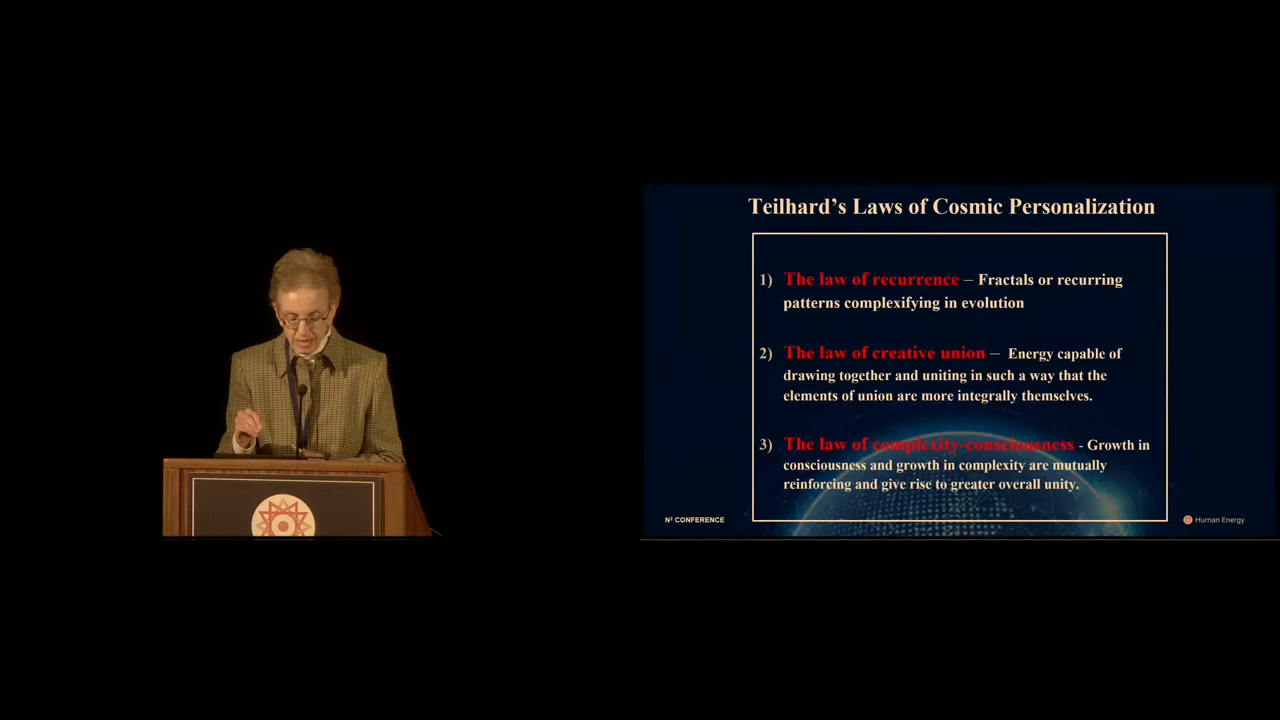 Teilhard’s Laws of Cosmic Personalization
1) The law of recurrence – Fractals or recurring
patterns complexifying in evolution
2) The law of creative union – Energy capable of
drawing together and uniting in such a way that the
elements of union are more integrally themselves.
3) The law of complexity-consciousness - Growth in
consciousness and growth in complexity are mutually
reinforcing and give rise to greater overall unity.
N² CONFERENCE
Human Energy